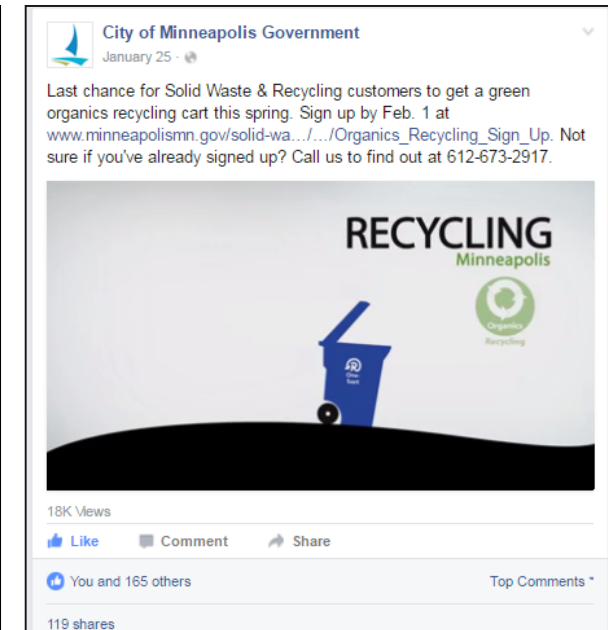 City of Minneapolis Government
January 25 ·
Last chance for Solid Waste & Recycling customers to get a green
organics recycling cart this spring. Sign up by Feb. 1 at
www.minneapolismn.gov/solid-wa.../.../Organics_Recycling_Sign_Up. Not
sure if you've already signed up? Call us to find out at 612-673-2917.
RECYCLING
Minneapolis
Organics
Recycling
R
One-
Sort
18K Views
Like Comment Share
You and 165 others Top Comments
119 shares